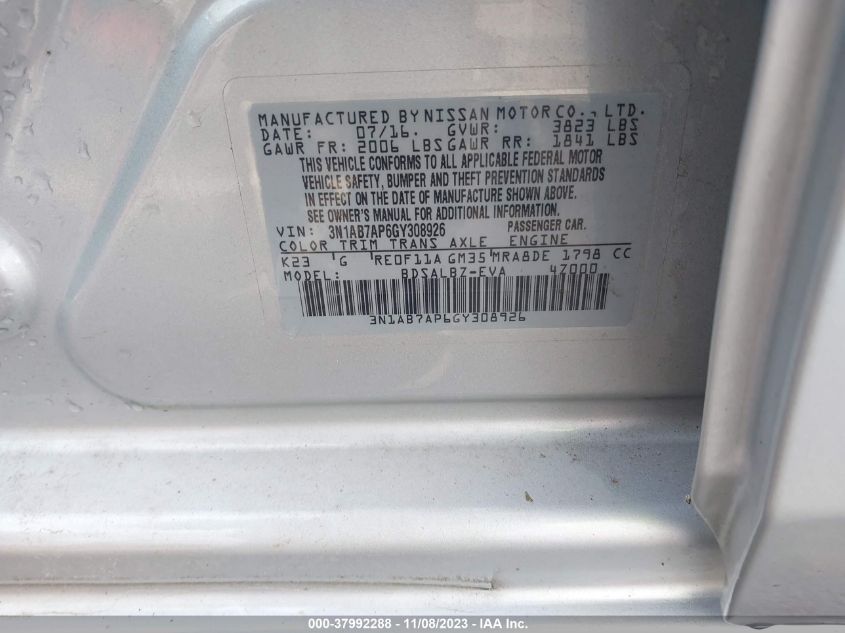 MANUFACTURED BY NISSAN MOTOR CO., LTD.
DATE: 07/16. GVWR: 3823 LBS
GAWR FR: 2006 LBS GAWR RR: 1841 LBS
THIS VEHICLE CONFORMS TO ALL APPLICABLE FEDERAL MOTOR
VEHICLE SAFETY, BUMPER AND THEFT PREVENTION STANDARDS
IN EFFECT ON THE DATE OF MANUFACTURE SHOWN ABOVE.
SEE OWNER'S MANUAL FOR ADDITIONAL INFORMATION.
VIN: 3N1AB7AP6GY308926 PASSENGER CAR.
COLOR TRIM TRANS AXLE ENGINE
K23 G RE0F11A GM35 MRA8DE 1798 CC
MODEL: BDSALBZ-EVA 47000
3N1AB7AP6GY308926
000-37992288 - 11/08/2023 - IAA Inc.